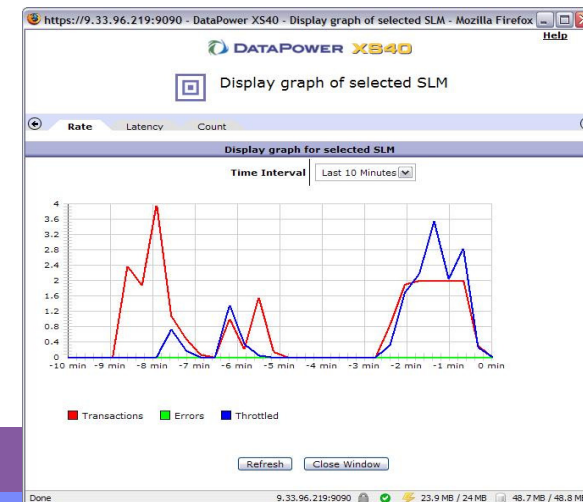 https://9.33.96.219:9090 - DataPower XS40 - Display graph of selected SLM - Mozilla Firefox
Help
DATAPOWER XS40
Display graph of selected SLM
Rate Latency Count
Display graph for selected SLM
Time Interval Last 10 Minutes
4
3.6
3.2
2.8
2.4
2
1.6
1.2
0.8
0.4
0
-10 min -9 min -8 min -7 min -6 min -5 min -4 min -3 min -2 min -1 min 0 min
Transactions Errors Throttled
Refresh Close Window
Done 9.33.96.219:9090 23.9 MB / 24 MB 48.7 MB / 48.8 MB